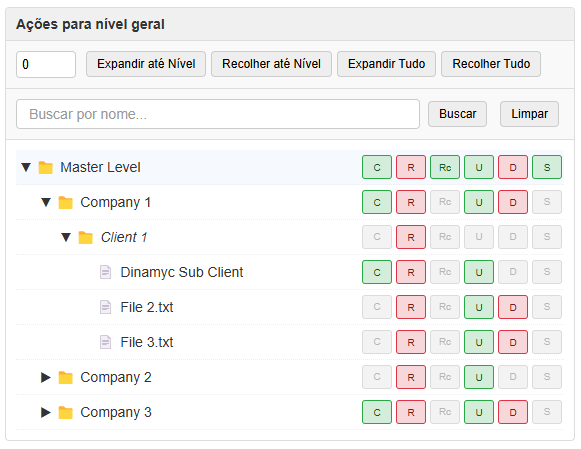 Ações para nível geral
0 Expandir até Nível Recolher até Nível Expandir Tudo Recolher Tudo
Buscar por nome... Buscar Limpar
Master Level C R Rc U D S
Company 1 C R Rc U D S
Client 1 C R Rc U D S
Dinamyc Sub Client C R Rc U D S
File 2.txt C R Rc U D S
File 3.txt C R Rc U D S
Company 2 C R Rc U D S
Company 3 C R Rc U D S